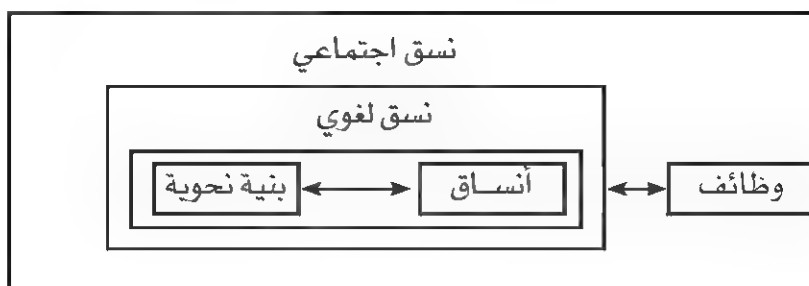 نسق اجتماعي
نسق لغوي
وظائف
أنساق
بنية نحوية